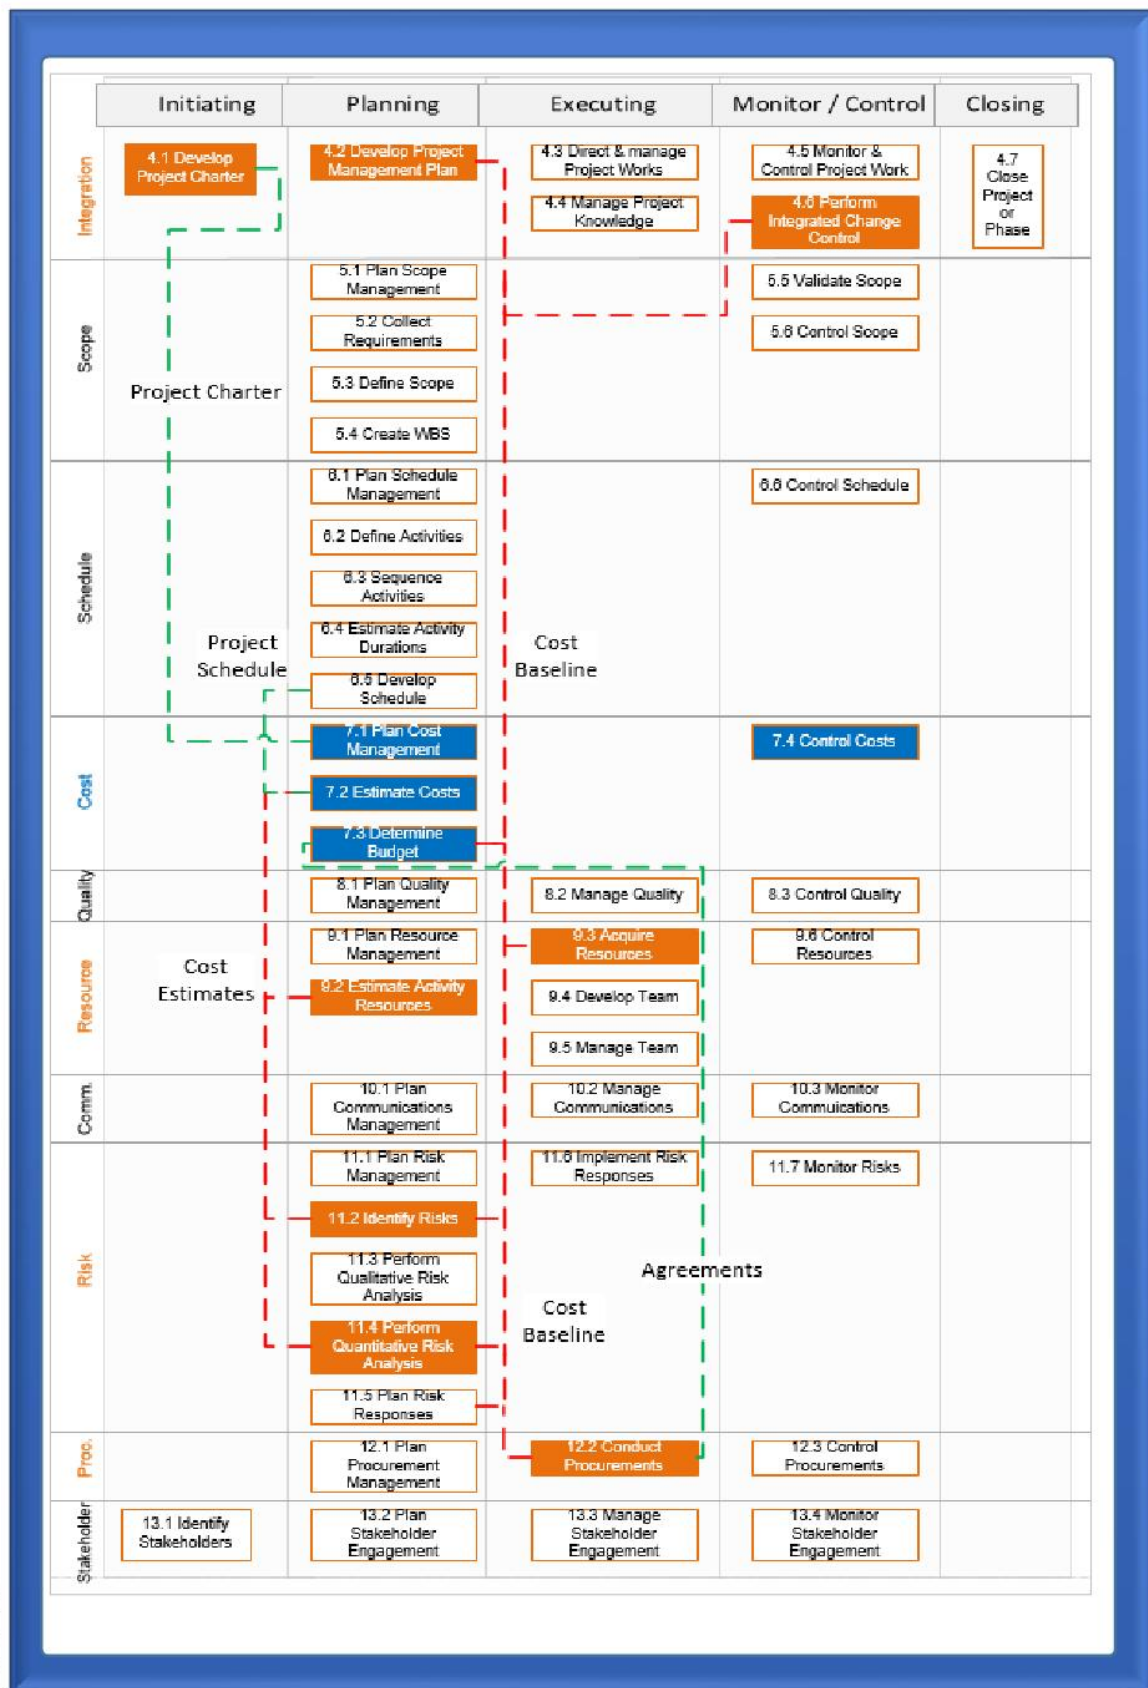 Initiating
Planning
Executing
Monitor / Control
Closing
Integration
4.1 Develop
Project Charter
4.2 Develop Project
Management Plan
4.3 Direct & manage
Project Works
4.4 Manage Project
Knowledge
4.5 Monitor &
Control Project Work
4.6 Perform
Integrated Change
Control
4.7
Close
Project
or
Phase
Scope
5.1 Plan Scope
Management
5.2 Collect
Requirements
5.3 Define Scope
5.4 Create WBS
5.5 Validate Scope
5.6 Control Scope
Project Charter
Schedule
6.1 Plan Schedule
Management
6.2 Define Activities
6.3 Sequence
Activities
6.4 Estimate Activity
Durations
6.5 Develop
Schedule
6.6 Control Schedule
Project
Schedule
Cost
Baseline
Cost
7.1 Plan Cost
Management
7.2 Estimate Costs
7.3 Determine
Budget
7.4 Control Costs
Quality
8.1 Plan Quality
Management
8.2 Manage Quality
8.3 Control Quality
Resource
9.1 Plan Resource
Management
9.2 Estimate Activity
Resources
9.3 Acquire
Resources
9.4 Develop Team
9.5 Manage Team
9.6 Control
Resources
Cost
Estimates
Comm.
10.1 Plan
Communications
Management
10.2 Manage
Communications
10.3 Monitor
Commuications
Risk
11.1 Plan Risk
Management
11.2 Identify Risks
11.3 Perform
Qualitative Risk
Analysis
11.4 Perform
Quantitative Risk
Analysis
11.5 Plan Risk
Responses
11.6 Implement Risk
Responses
11.7 Monitor Risks
Agreements
Cost
Baseline
Proc.
12.1 Plan
Procurement
Management
12.2 Conduct
Procurements
12.3 Control
Procurements
Stakeholder
13.1 Identify
Stakeholders
13.2 Plan
Stakeholder
Engagement
13.3 Manage
Stakeholder
Engagement
13.4 Monitor
Stakeholder
Engagement